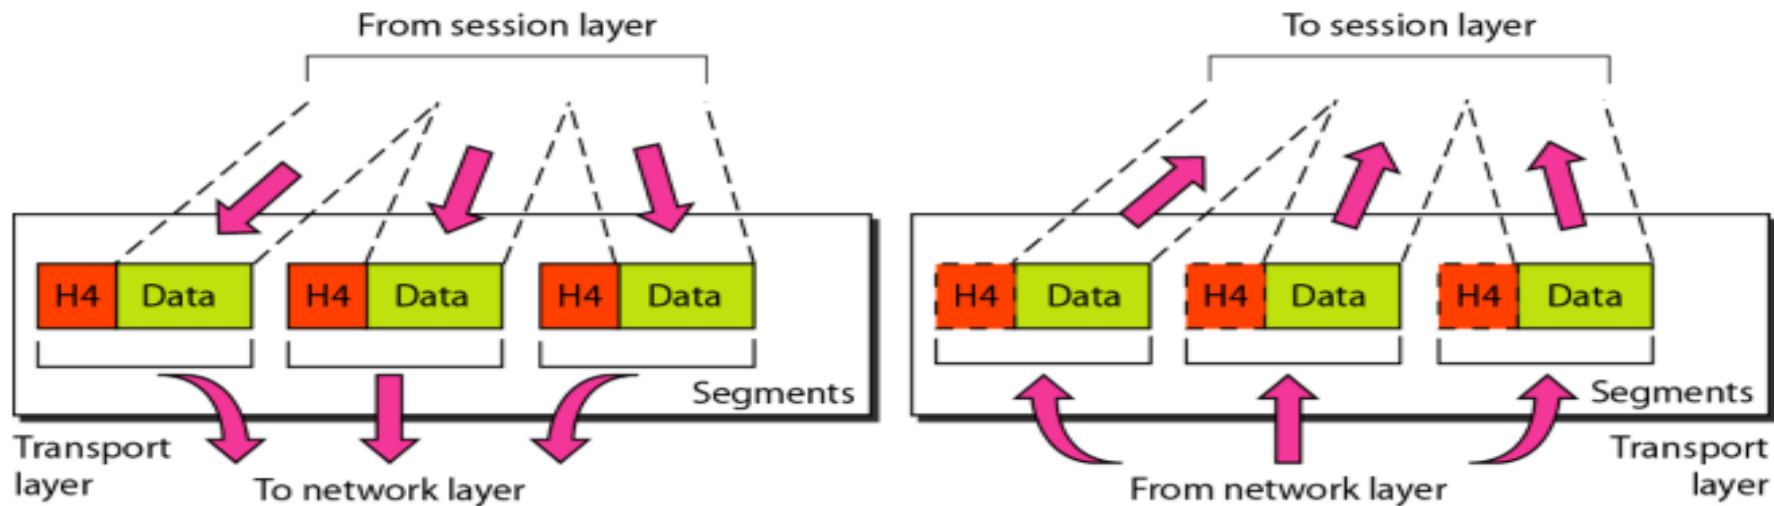 From session layer
H4 Data H4 Data H4 Data
Segments
Transport
layer
To network layer
To session layer
H4 Data H4 Data H4 Data
Segments
Transport
layer
From network layer